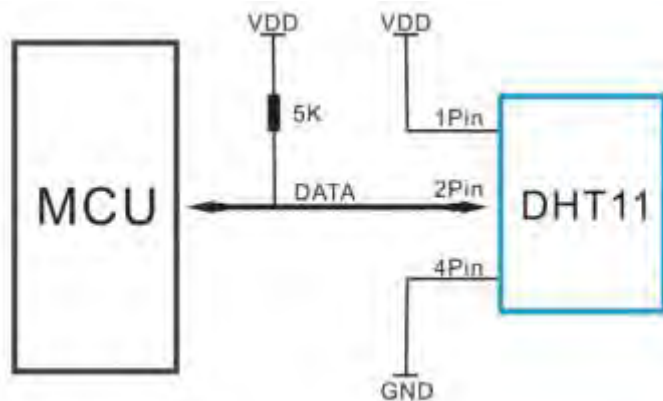 VDD
VDD
5K
1Pin
MCU
DATA
2Pin
DHT11
4Pin
GND